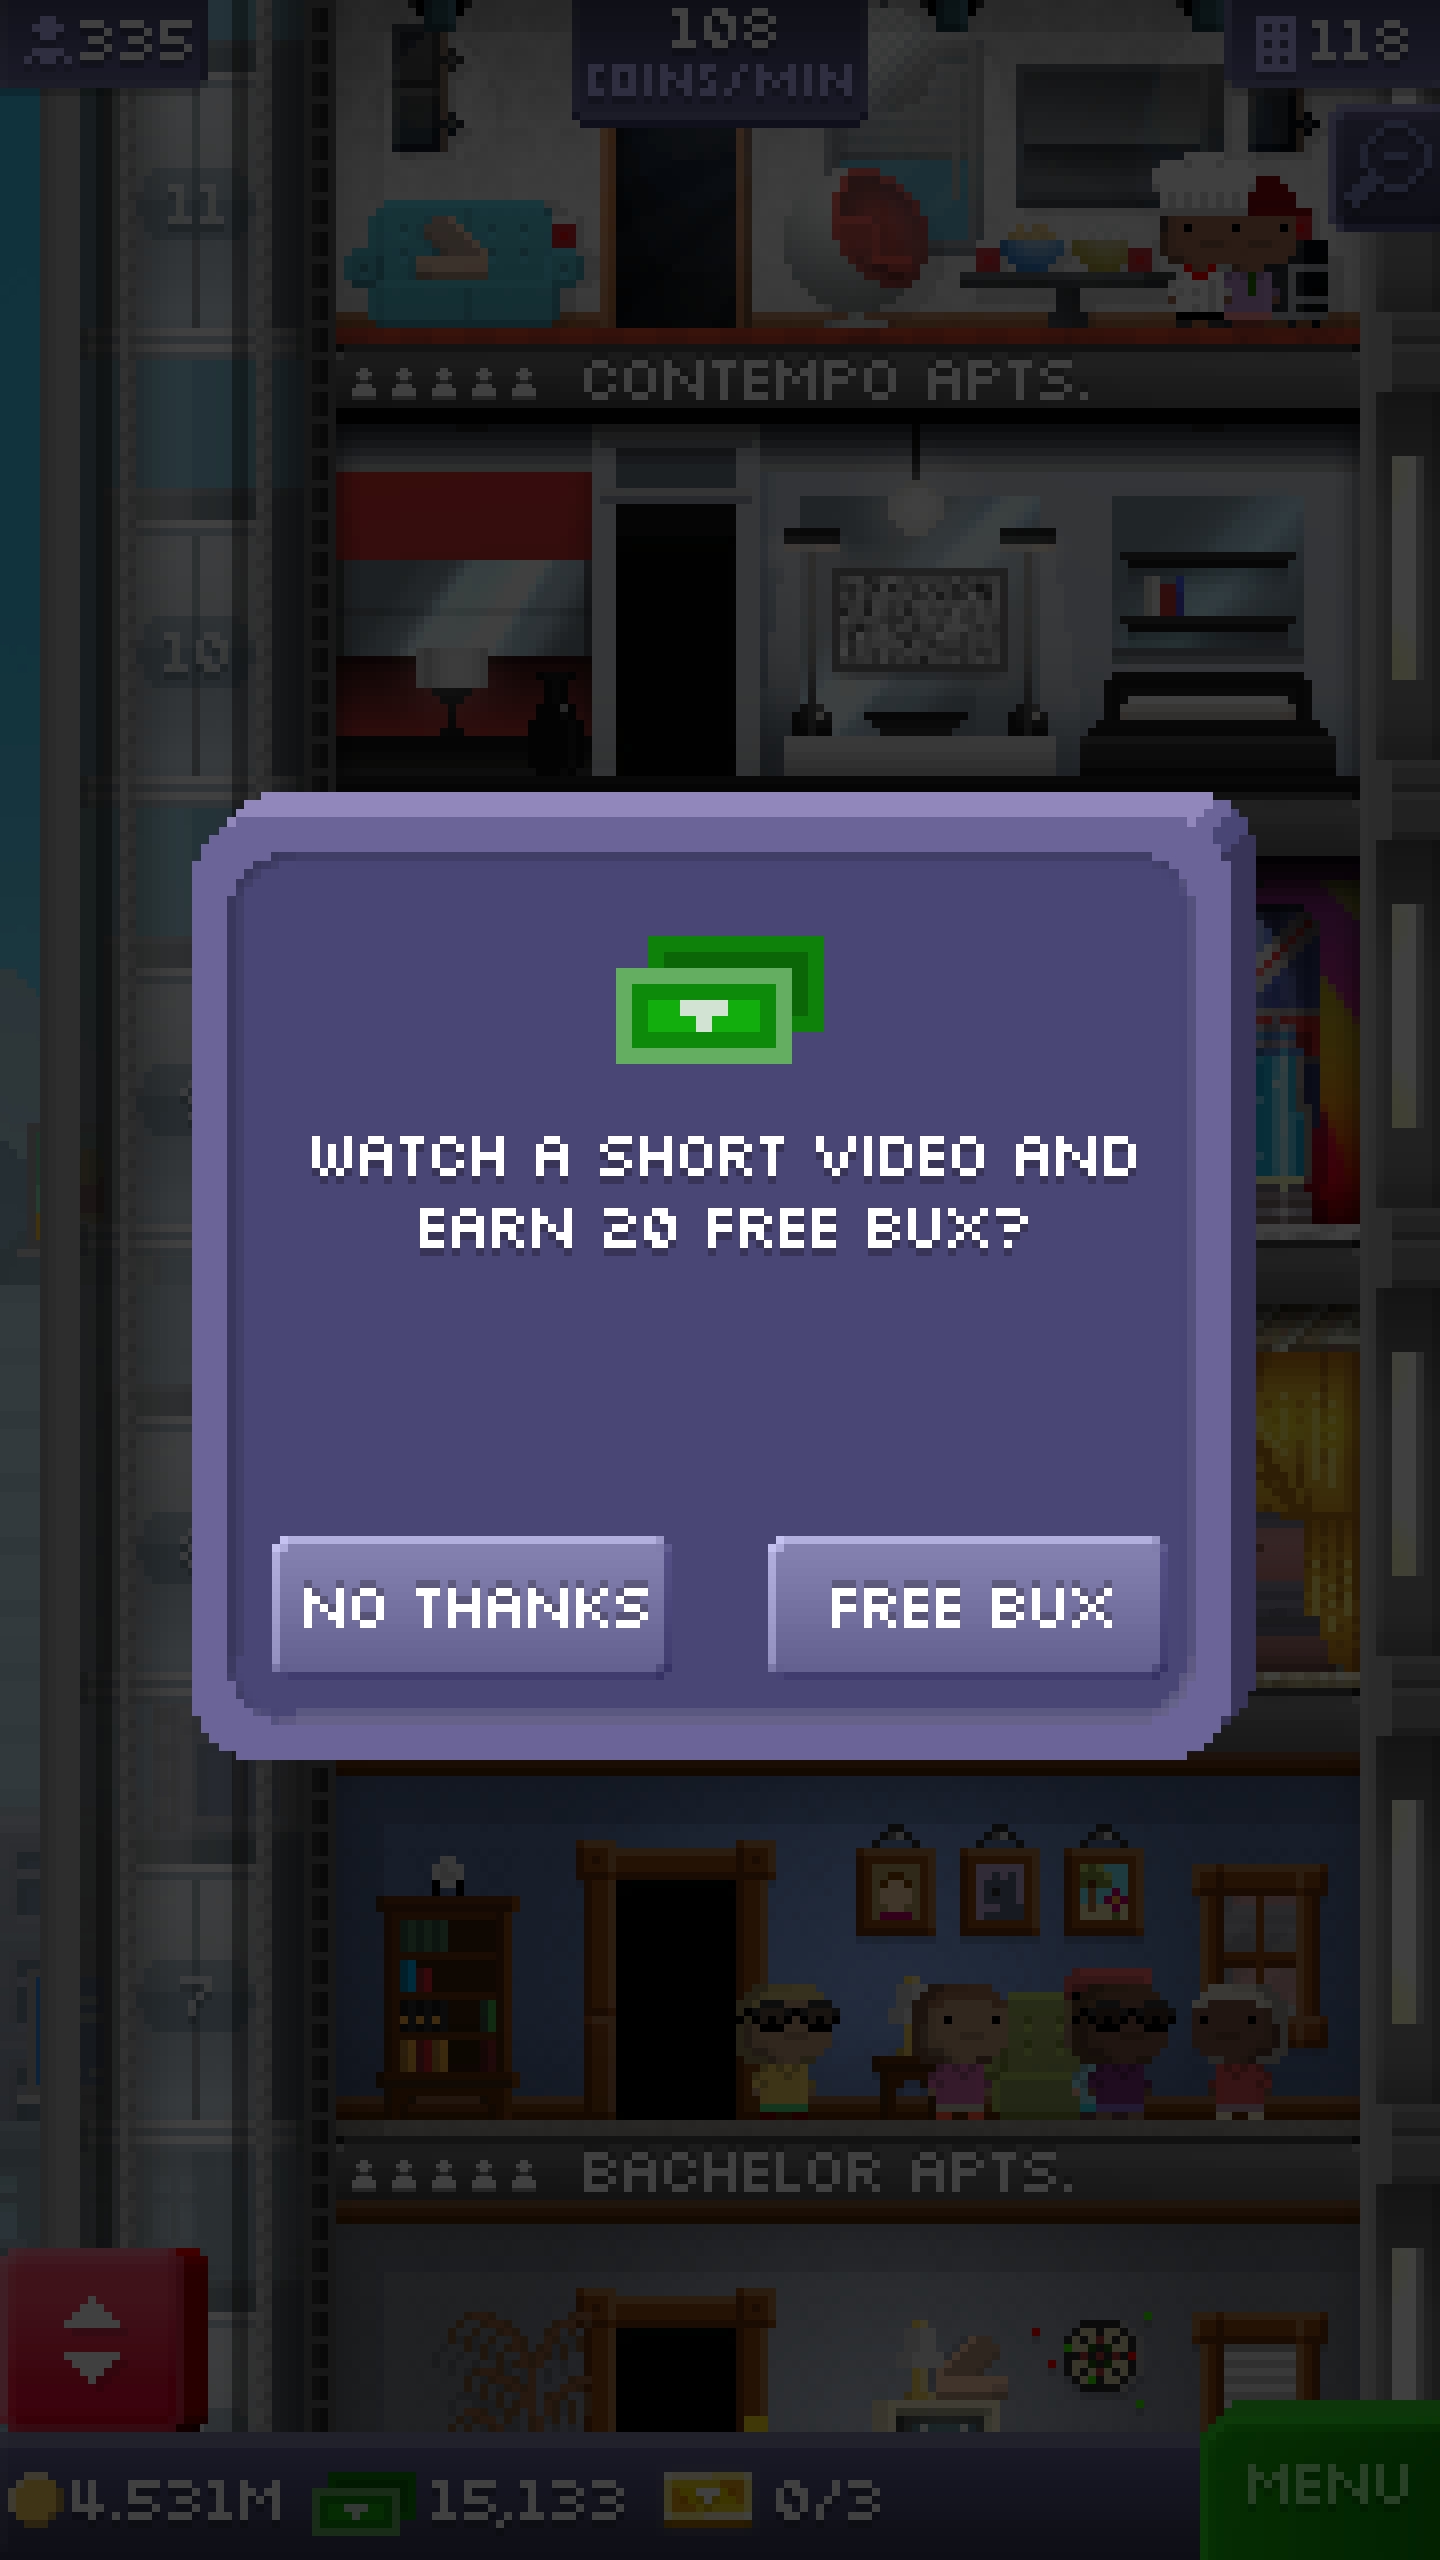 335
108
COINS/MIN
118
11
CONTEMPO APTS.
10
WATCH A SHORT VIDEO AND
EARN 20 FREE BUX?
NO THANKS
FREE BUX
7
BACHELOR APTS.
4.531M
15,133
0/3
MENU